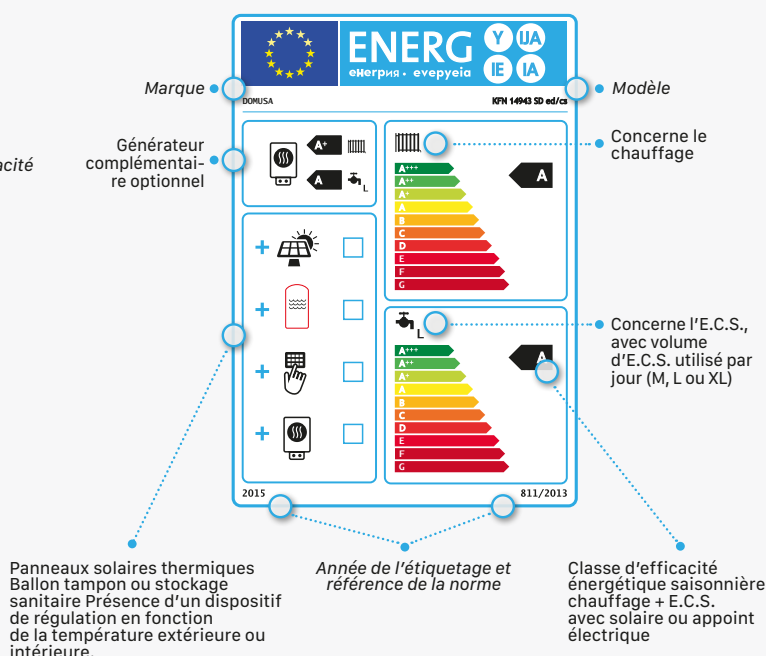 ENERG
енергия · ενεργεία
Y
IJA
IE
IA
Marque
Modèle
DOMUSA
KFN 14943 SD ed/cs
acité
Générateur
complémentai-
re optionnel
A+
A
L
Concerne le
chauffage
A+++
A++
A+
A
B
C
D
E
F
G
A
Concerne l'E.C.S.,
avec volume
d'E.C.S. utilisé par
jour (M, L ou XL)
L
A+++
A++
A+
A
B
C
D
E
F
G
A
+
+
+
+
2015
811/2013
Panneaux solaires thermiques
Ballon tampon ou stockage
sanitaire Présence d'un dispositif
de régulation en fonction
de la température extérieure ou
intérieure.
Année de l'étiquetage et
référence de la norme
Classe d'efficacité
énergétique saisonnière
chauffage + E.C.S.
avec solaire ou appoint
électrique